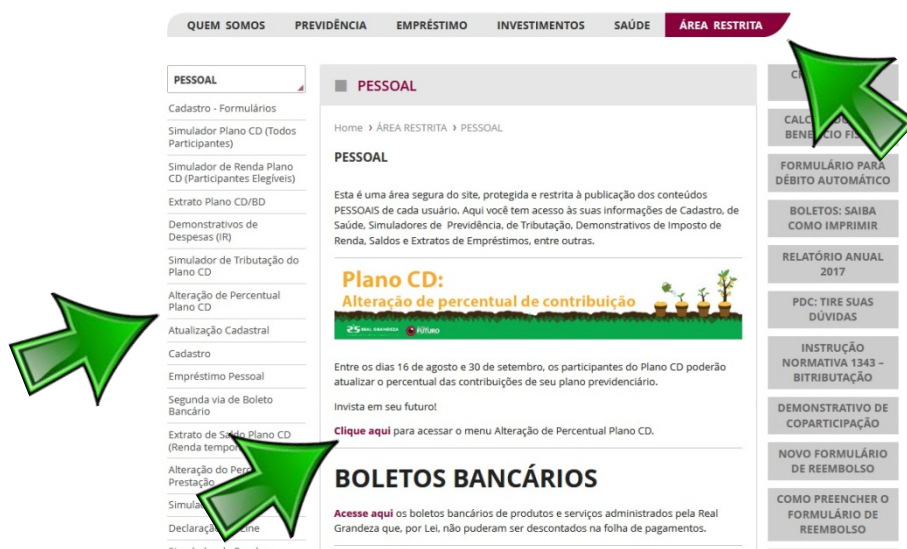 QUEM SOMOS PREVIDÊNCIA EMPRÉSTIMO INVESTIMENTOS SAÚDE ÁREA RESTRITA
PESSOAL
Cadastro - Formulários
Simulador Plano CD (Todos
Participantes)
Simulador de Renda Plano
CD (Participantes Elegíveis)
Extrato Plano CD/BD
Demonstrativos de
Despesas (IR)
Simulador de Tributação do
Plano CD
Alteração de Percentual
Plano CD
Atualização Cadastral
Cadastro
Empréstimo Pessoal
Segunda via de Boleto
Bancário
Extrato de Saldo Plano CD
(Renda
Alteração do
Prestação
Declaração
PESSOAL
Home › ÁREA RESTRITA › PESSOAL
PESSOAL
Esta é uma área segura do site, protegida e restrita à publicação dos conteúdos
PESSOAIS de cada usuário. Aqui você tem acesso às suas informações de Cadastro, de
Saúde, Simuladores de Previdência, de Tributação, Demonstrativos de Imposto de
Renda, Saldos e Extratos de Empréstimos, entre outras.
Plano CD:
Alteração de percentual de contribuição
25 REAL GRANDEZA FUTURO
Entre os dias 16 de agosto e 30 de setembro, os participantes do Plano CD poderão
atualizar o percentual das contribuições de seu plano previdenciário.
Invista em seu futuro!
Clique aqui para acessar o menu Alteração de Percentual Plano CD.
BOLETOS BANCÁRIOS
Acesse aqui os boletos bancários de produtos e serviços administrados pela Real
Grandeza que, por Lei, não puderam ser descontados na folha de pagamentos.
FORMULÁRIO PARA
DÉBITO AUTOMÁTICO
BOLETOS: SAIBA
COMO IMPRIMIR
RELATÓRIO ANUAL
2017
PDC: TIRE SUAS
DÚVIDAS
INSTRUÇÃO
NORMATIVA 1343 –
BITRIBUTAÇÃO
DEMONSTRATIVO DE
COPARTICIPAÇÃO
NOVO FORMULÁRIO
DE REEMBOLSO
COMO PREENCHER O
FORMULÁRIO DE
REEMBOLSO